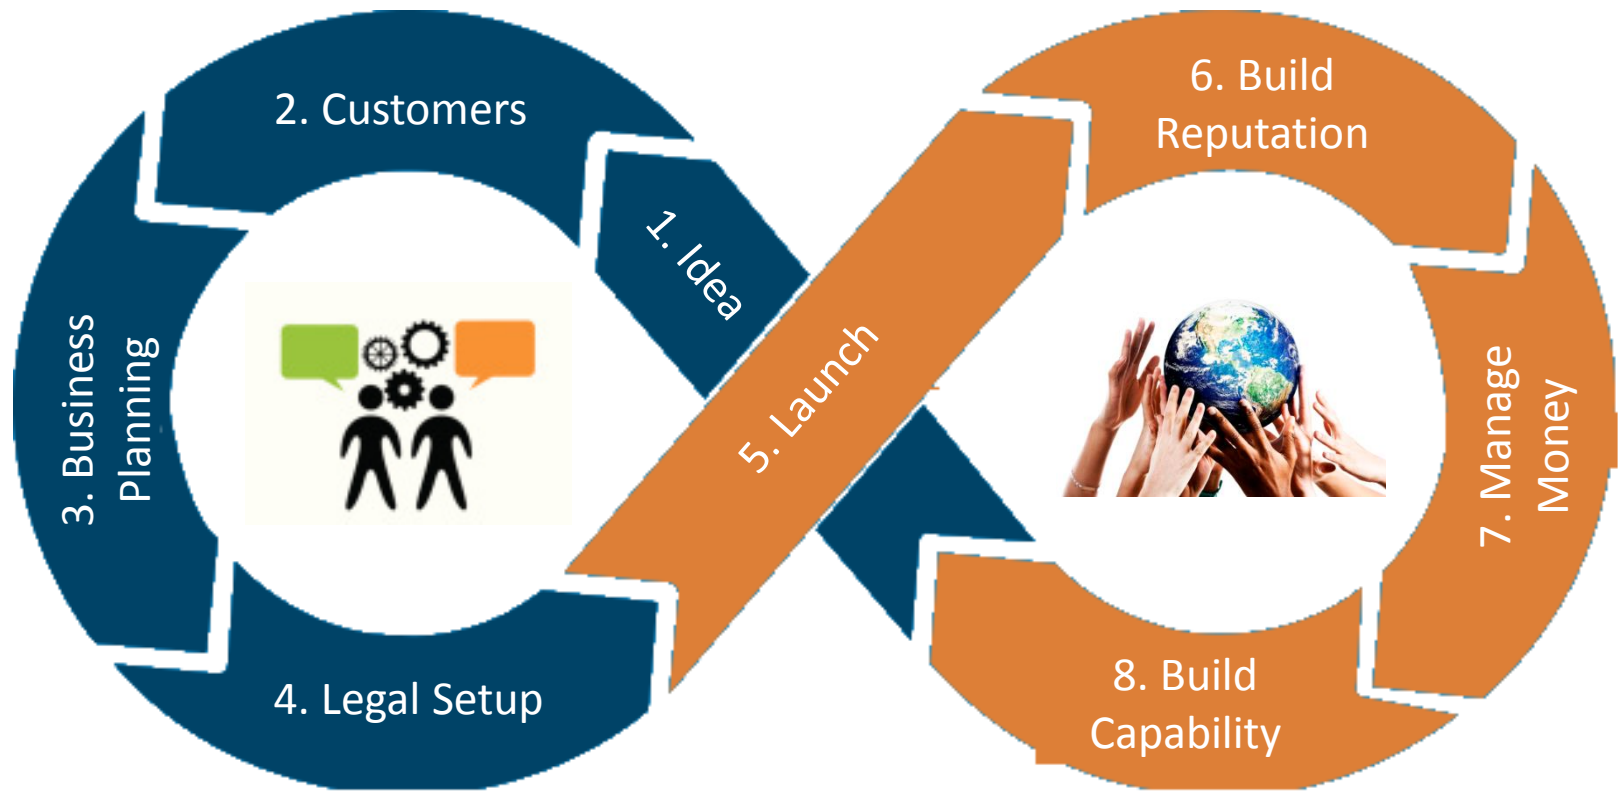 1. Idea
2. Customers
3. Business
Planning
4. Legal Setup
5. Launch
6. Build
Reputation
7. Manage
Money
8. Build
Capability